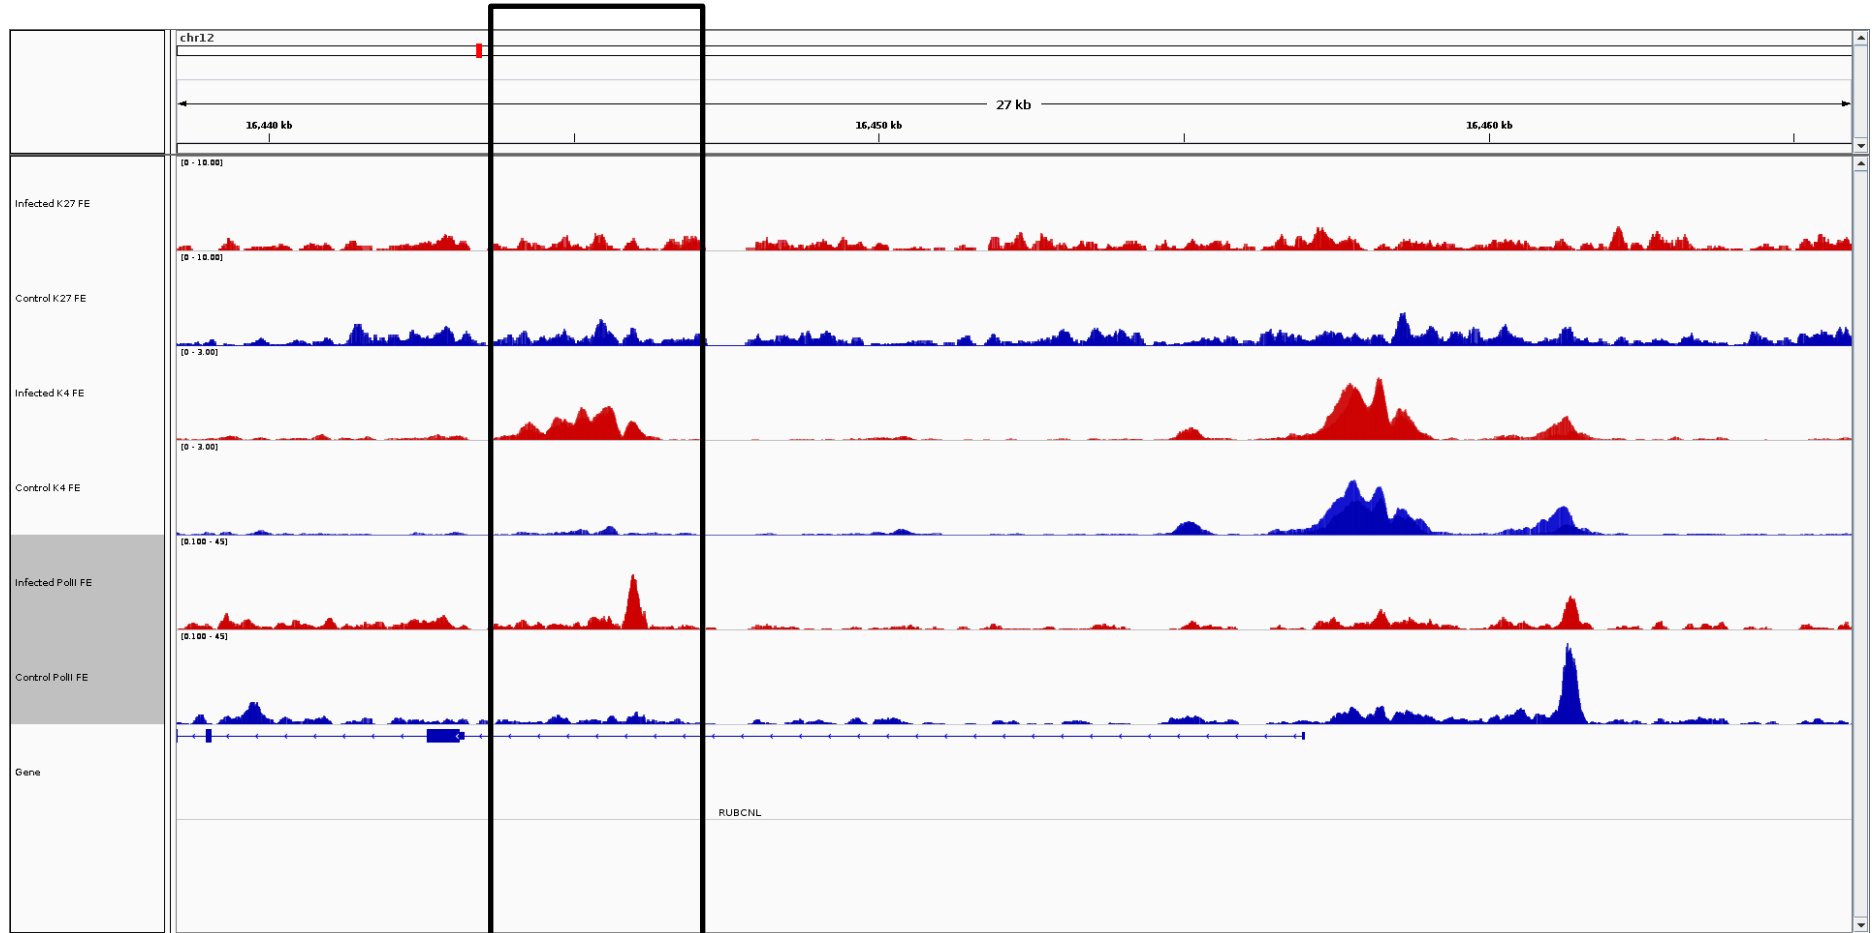 chr12
27 kb
16,440 kb
16,450 kb
16,460 kb
[0 - 10.00]
Infected K27 FE
[0 - 10.00]
Control K27 FE
[0 - 3.00]
Infected K4 FE
[0 - 3.00]
Control K4 FE
[0.100 - 45]
Infected PolII FE
[0.100 - 45]
Control PolII FE
Gene
RUBCNL